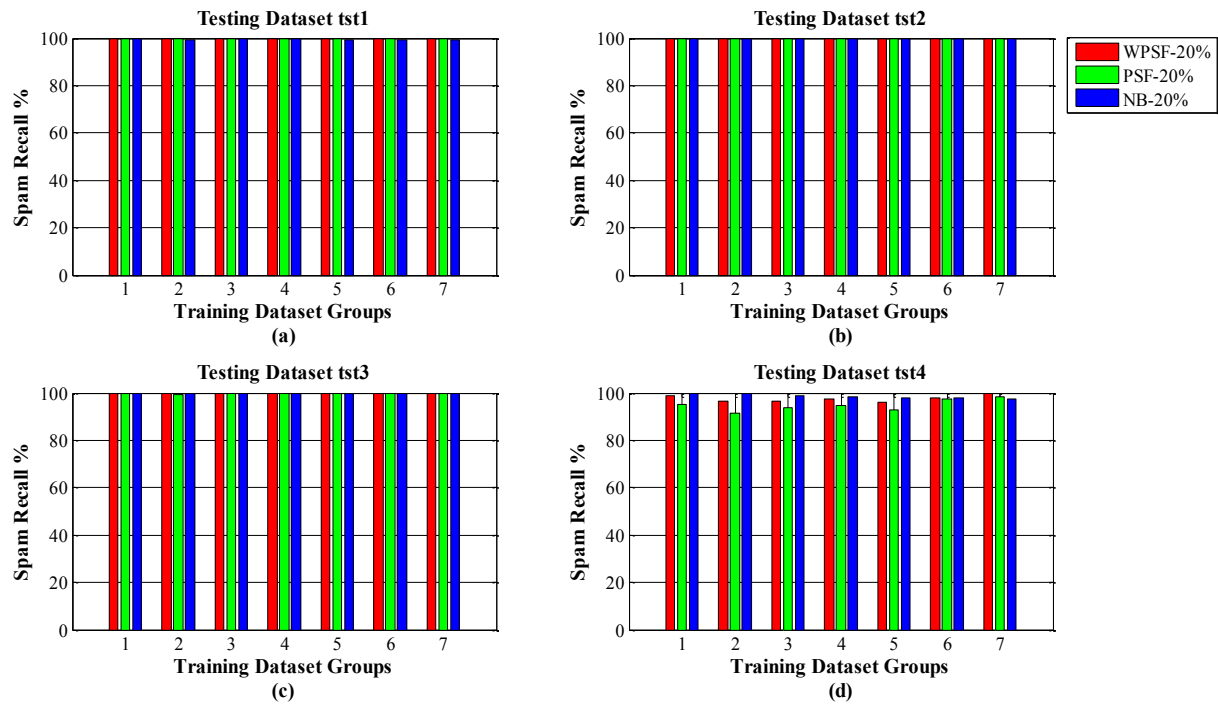 Testing Dataset tst1
100
80
60
40
20
0
Spam Recall %
1 2 3 4 5 6 7
Training Dataset Groups
(a)
Testing Dataset tst2
100
80
60
40
20
0
Spam Recall %
1 2 3 4 5 6 7
Training Dataset Groups
(b)
WPSF-20%
PSF-20%
NB-20%
Testing Dataset tst3
100
80
60
40
20
0
Spam Recall %
1 2 3 4 5 6 7
Training Dataset Groups
(c)
Testing Dataset tst4
100
80
60
40
20
0
Spam Recall %
1 2 3 4 5 6 7
Training Dataset Groups
(d)